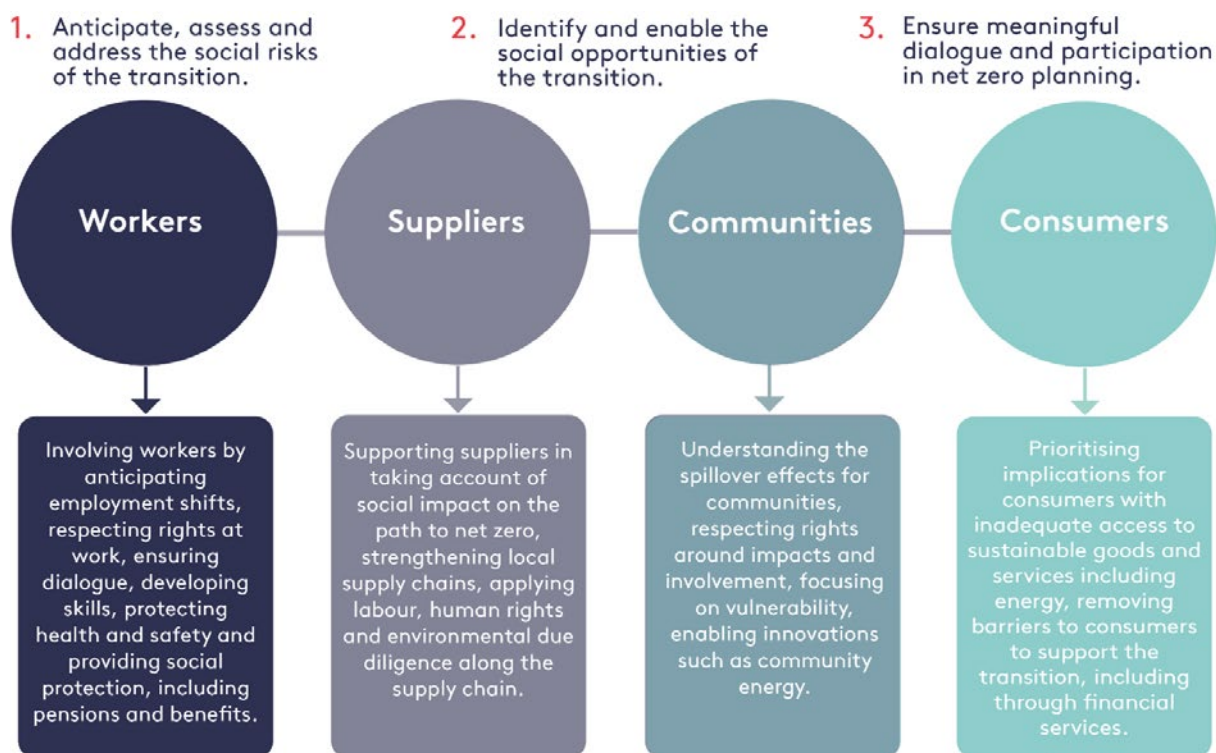 1. Anticipate, assess and
address the social risks
of the transition.
2. Identify and enable the
social opportunities of
the transition.
3. Ensure meaningful
dialogue and participation
in net zero planning.
Workers
Suppliers
Communities
Consumers
Involving workers by
anticipating
employment shifts,
respecting rights at
work, ensuring
dialogue, developing
skills, protecting
health and safety and
providing social
protection, including
pensions and benefits.
Supporting suppliers in
taking account of
social impact on the
path to net zero,
strengthening local
supply chains, applying
labour, human rights
and environmental due
diligence along the
supply chain.
Understanding the
spillover effects for
communities,
respecting rights
around impacts and
involvement, focusing
on vulnerability,
enabling innovations
such as community
energy.
Prioritising
implications for
consumers with
inadequate access to
sustainable goods and
services including
energy, removing
barriers to consumers
to support the
transition, including
through financial
services.